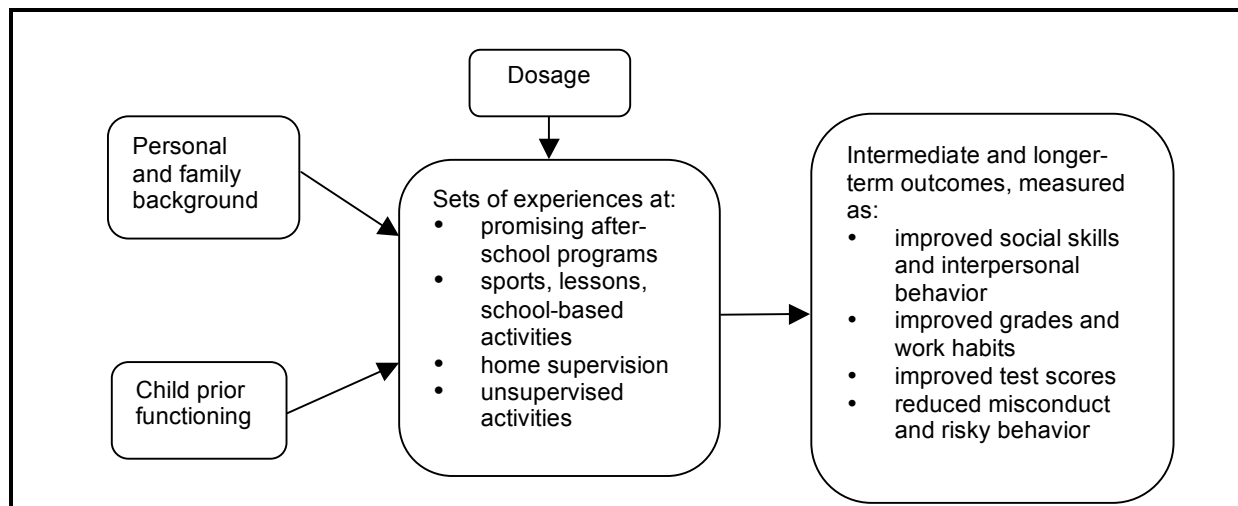 Dosage
Personal
and family
background
Child prior
functioning
Sets of experiences at:
• promising after-
school programs
• sports, lessons,
school-based
activities
• home supervision
• unsupervised
activities
Intermediate and longer-
term outcomes, measured
as:
• improved social skills
and interpersonal
behavior
• improved grades and
work habits
• improved test scores
• reduced misconduct
and risky behavior